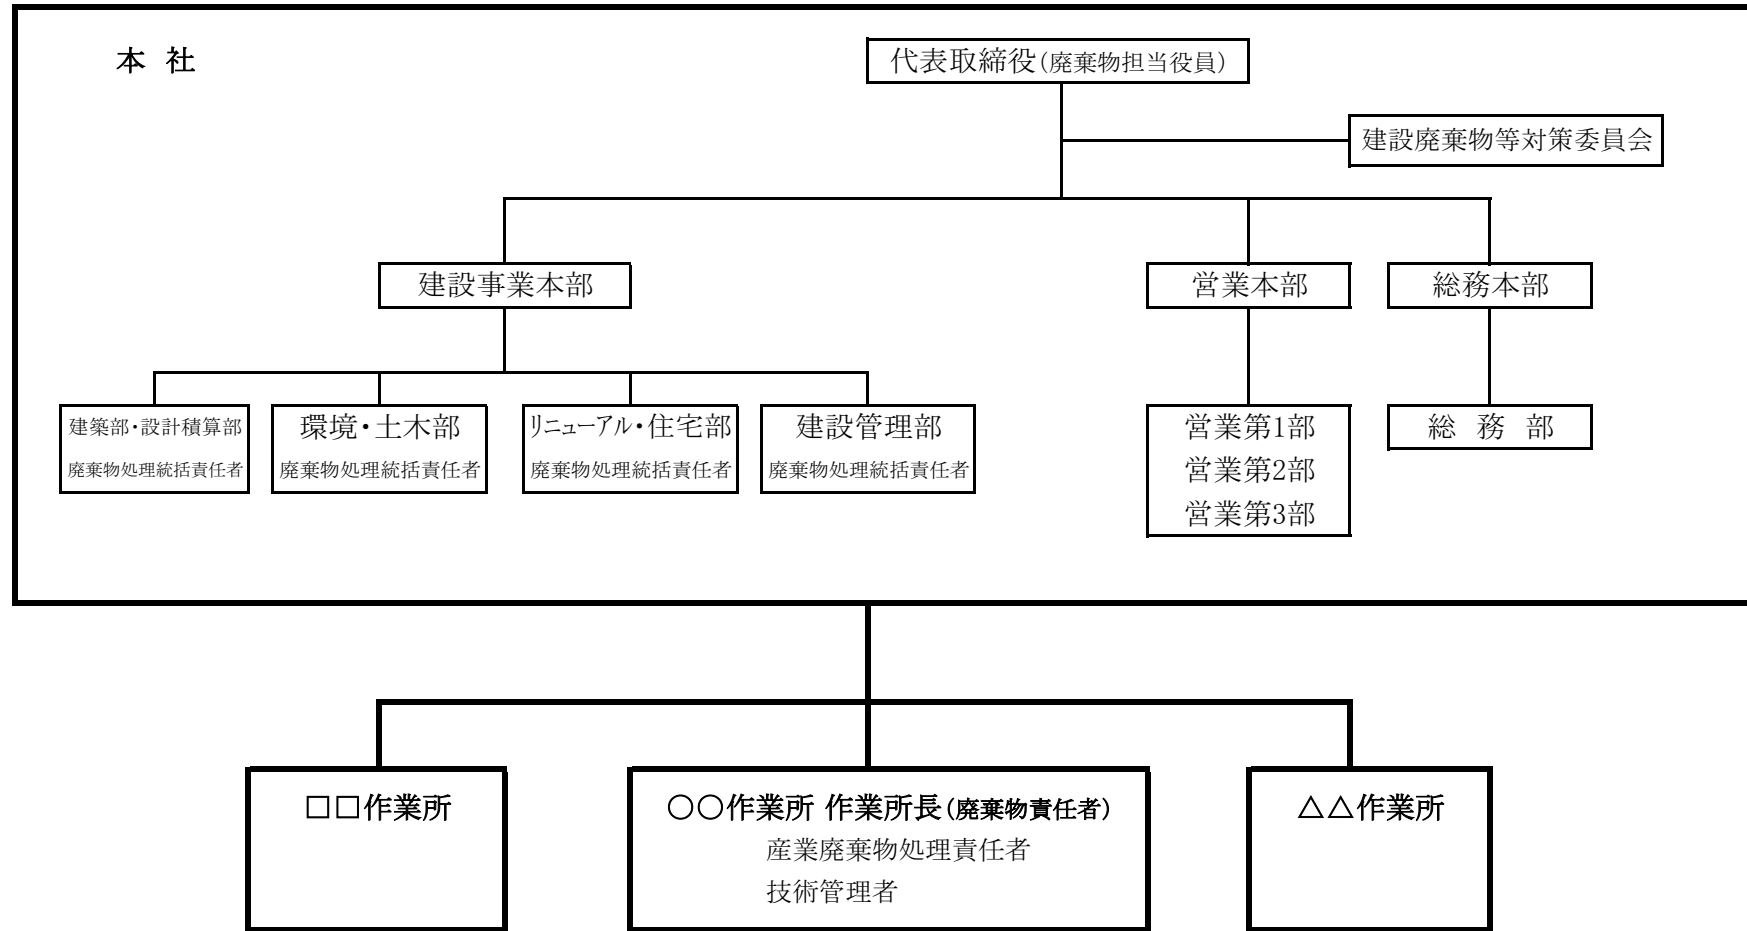 本 社
代表取締役(廃棄物担当役員)
建設廃棄物等対策委員会
建設事業本部
営業本部
総務本部
建築部・設計積算部
廃棄物処理統括責任者
環境・土木部
廃棄物処理統括責任者
リニューアル・住宅部
廃棄物処理統括責任者
建設管理部
廃棄物処理統括責任者
営業第1部
営業第2部
営業第3部
総 務 部
□□作業所
○○作業所 作業所長(廃棄物責任者)
産業廃棄物処理責任者
技術管理者
△△作業所